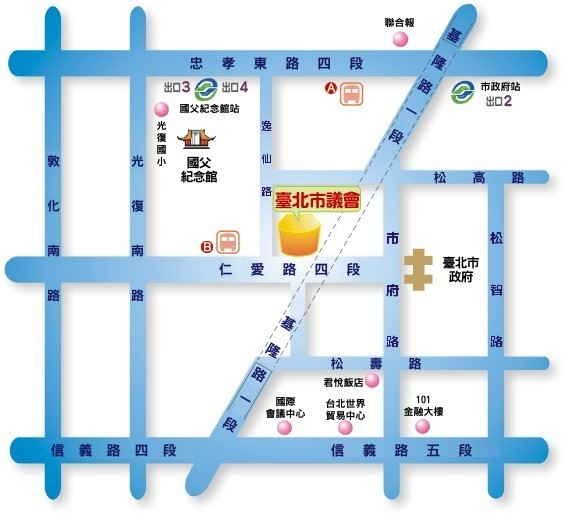 聯合報
基隆路一段
忠孝東路四段
出口3
出口4
國父紀念館站
A
市政府站
出口2
光復國小
國父
紀念館
逸仙路
敦化南路
光復南路
松高路
臺北市議會
B
仁愛路四段
市府路
臺北市
政府
松智路
基隆路一段
松壽路
君悅飯店
國際
會議中心
台北世界
貿易中心
101
金融大樓
信義路四段
信義路五段